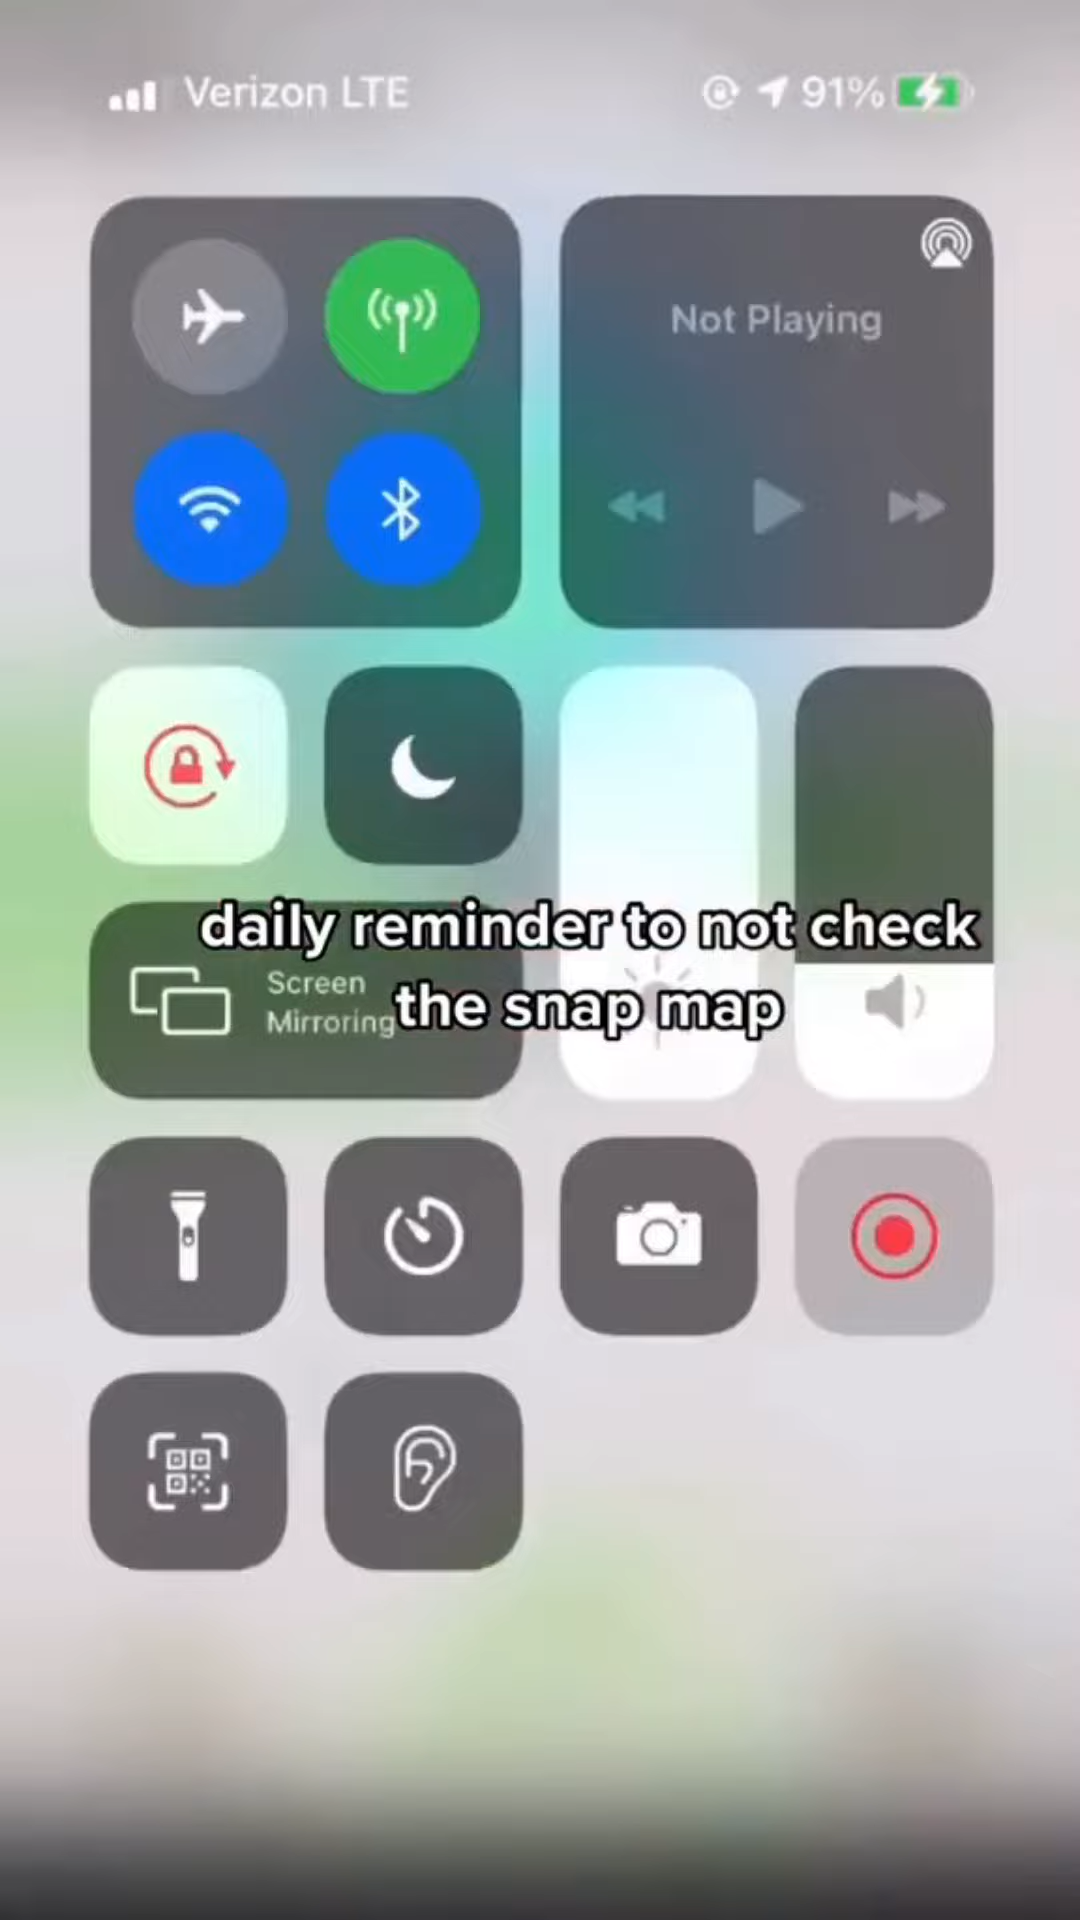 Verizon LTE
91%
Not Playing
daily reminder to not check
the snap map
Screen
Mirroring